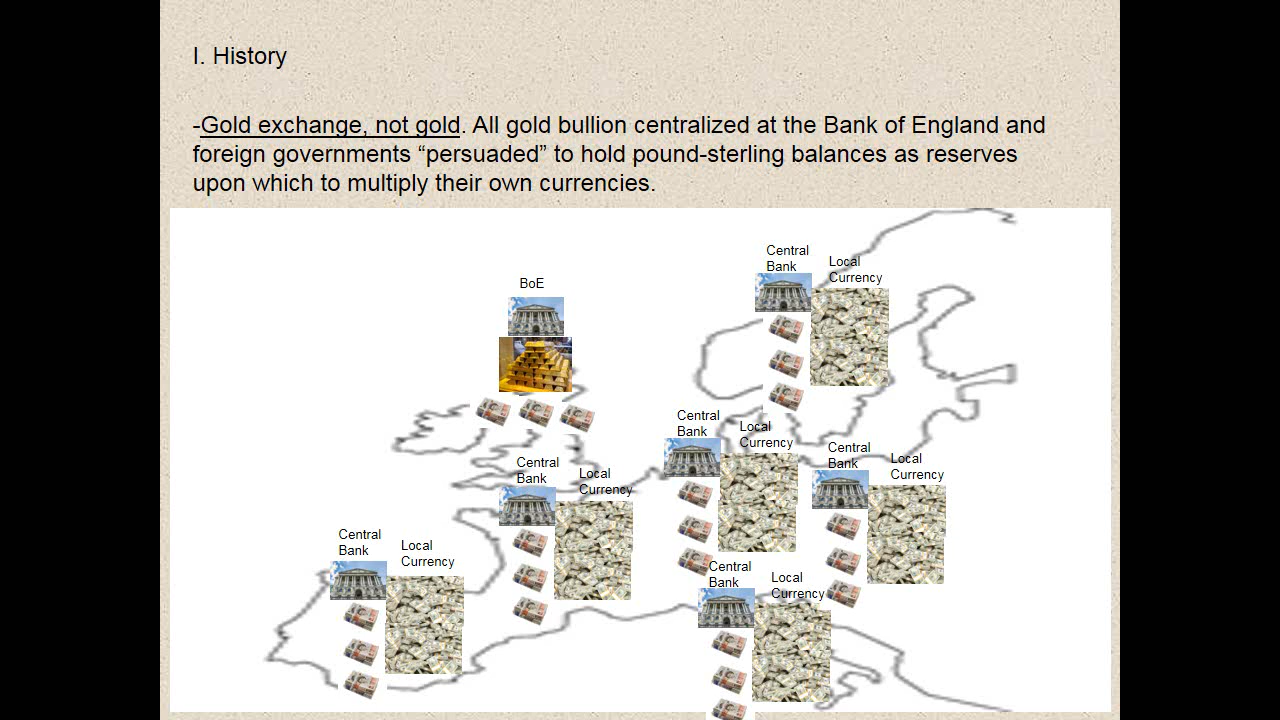 I. History
-Gold exchange, not gold. All gold bullion centralized at the Bank of England and
foreign governments “persuaded” to hold pound-sterling balances as reserves
upon which to multiply their own currencies.
Central
Bank
Local
Currency
BoE
Central
Bank
Local
Currency
Central
Bank
Local
Currency
Central
Bank
Local
Currency
Central
Bank
Local
Currency
Central
Bank
Local
Currency